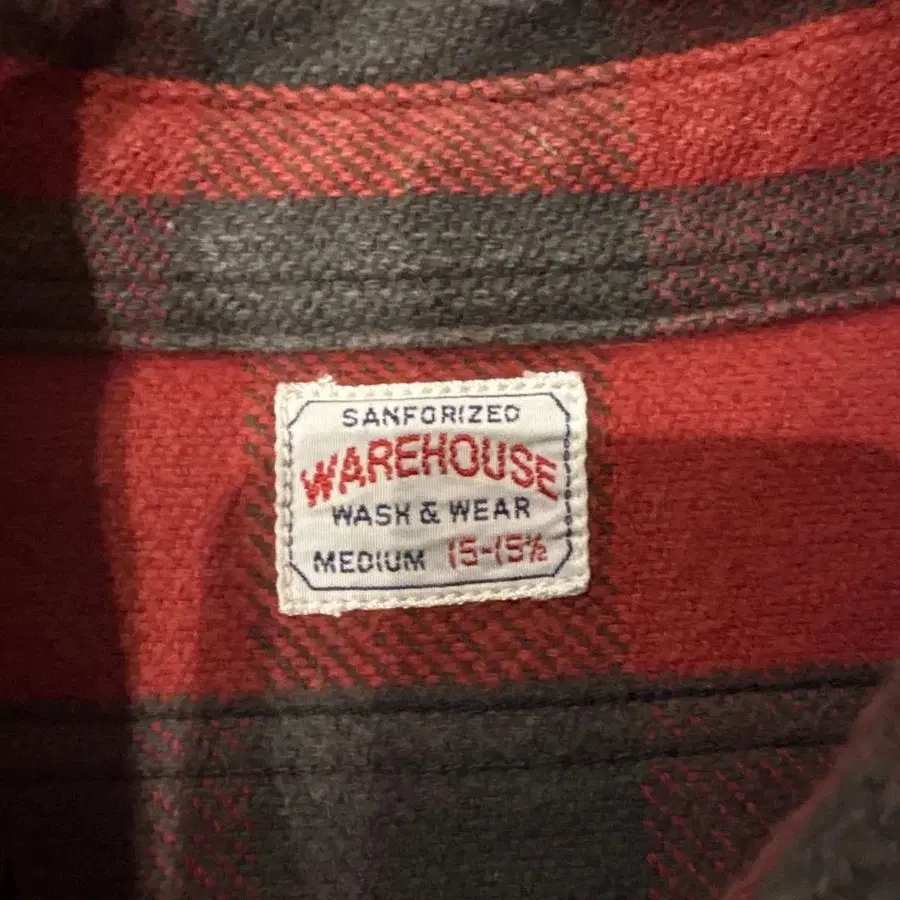 SANFORIZED
WAREHOUSE
WASH & WEAR
MEDIUM 15-15½